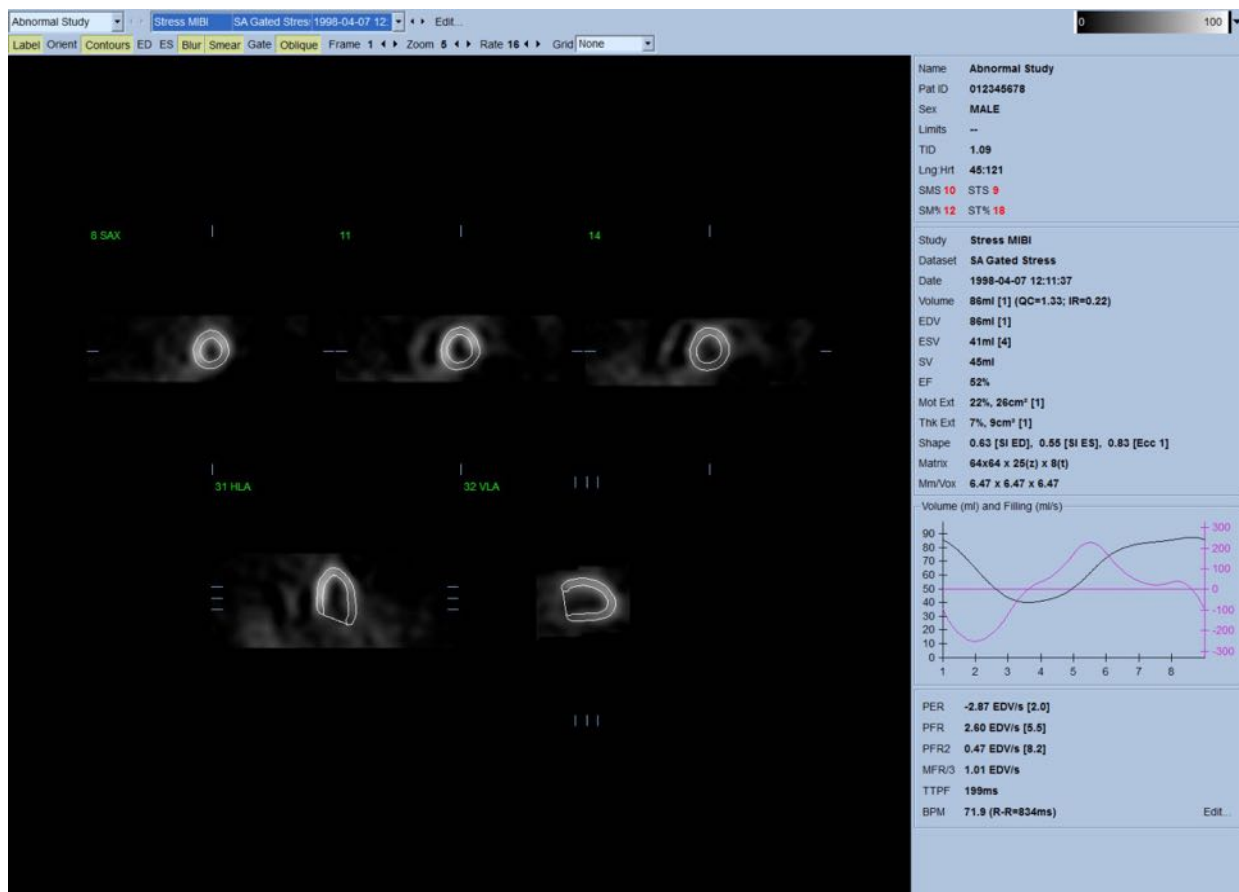 Abnormal Study Stress MIBI SA Gated Stres 1998-04-07 12: Edit... 0 100
Label Orient Contours ED ES Blur Smear Gate Oblique Frame 1 Zoom 5 Rate 16 Grid None
8 SAX 11 14
31 HLA 32 VLA
Name Abnormal Study
Pat ID 012345678
Sex MALE
Limits --
TID 1.09
Lng:Hrt 45:121
SMS 10 STS 9
SM% 12 ST% 18
Study Stress MIBI
Dataset SA Gated Stress
Date 1998-04-07 12:11:37
Volume 86ml [1] (QC=1.33; IR=0.22)
EDV 86ml [1]
ESV 41ml [4]
SV 45ml
EF 52%
Mot Ext 22%, 26cm² [1]
Thk Ext 7%, 9cm² [1]
Shape 0.63 [SI ED], 0.55 [SI ES], 0.83 [Ecc 1]
Matrix 64x64 x 25(z) x 8(t)
Mm/Vox 6.47 x 6.47 x 6.47
Volume (ml) and Filling (ml/s)
90 300
80 200
70 100
60
50 0
40
30 -100
20 -200
10
0 -300
1 2 3 4 5 6 7 8
PER -2.87 EDV/s [2.0]
PFR 2.60 EDV/s [5.5]
PFR2 0.47 EDV/s [8.2]
MFR/3 1.01 EDV/s
TTPF 199ms
BPM 71.9 (R-R=834ms) Edit...